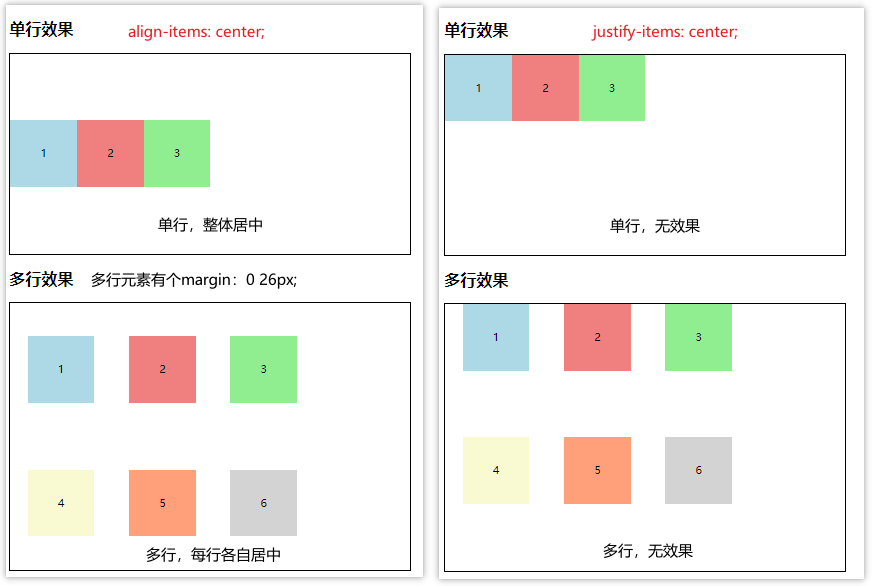 单行效果 align-items: center;
1 2 3
单行，整体居中
多行效果 多行元素有个margin：0 26px;
1 2 3
4 5 6
多行，每行各自居中
单行效果 justify-items: center;
1 2 3
单行，无效果
多行效果
1 2 3
4 5 6
多行，无效果